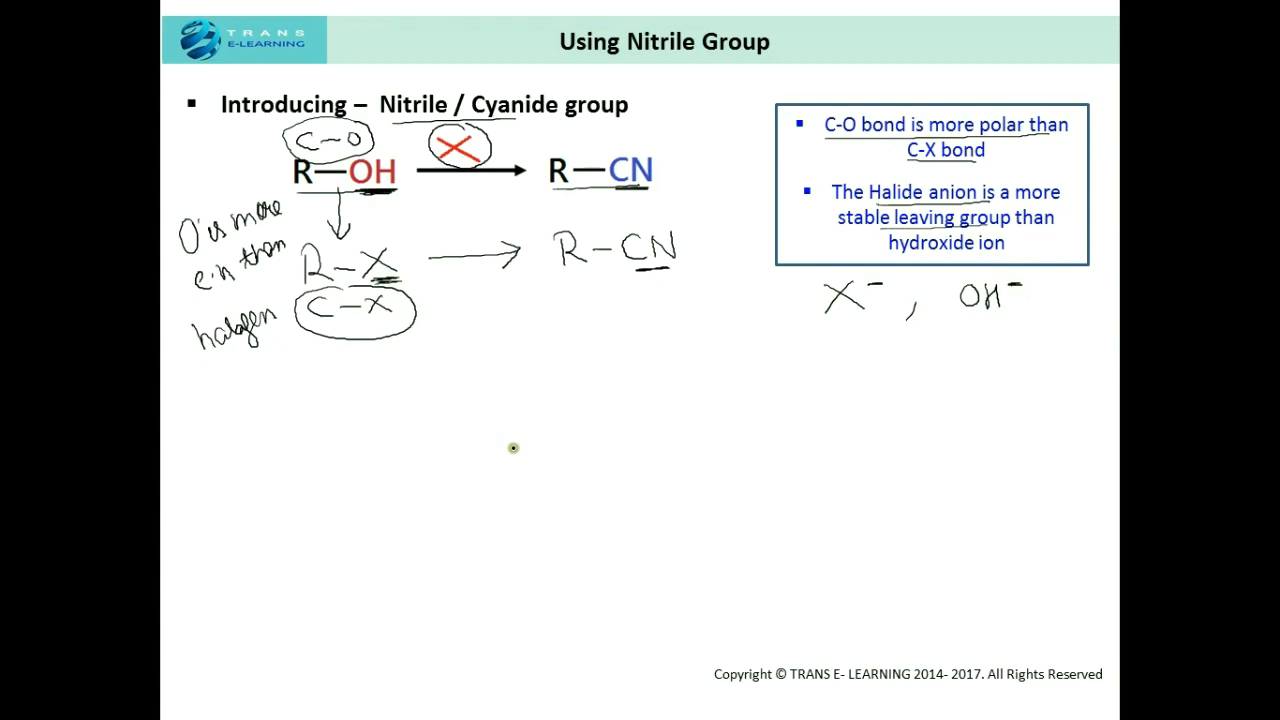 TRANS
E-LEARNING
Using Nitrile Group
▪ Introducing – Nitrile / Cyanide group
C–O
R–OH → R–CN
O is more
e.n than
halogen
R–X → R–CN
C–X
▪ C-O bond is more polar than
C-X bond
▪ The Halide anion is a more
stable leaving group than
hydroxide ion
X⁻ , OH⁻
Copyright © TRANS E- LEARNING 2014- 2017. All Rights Reserved